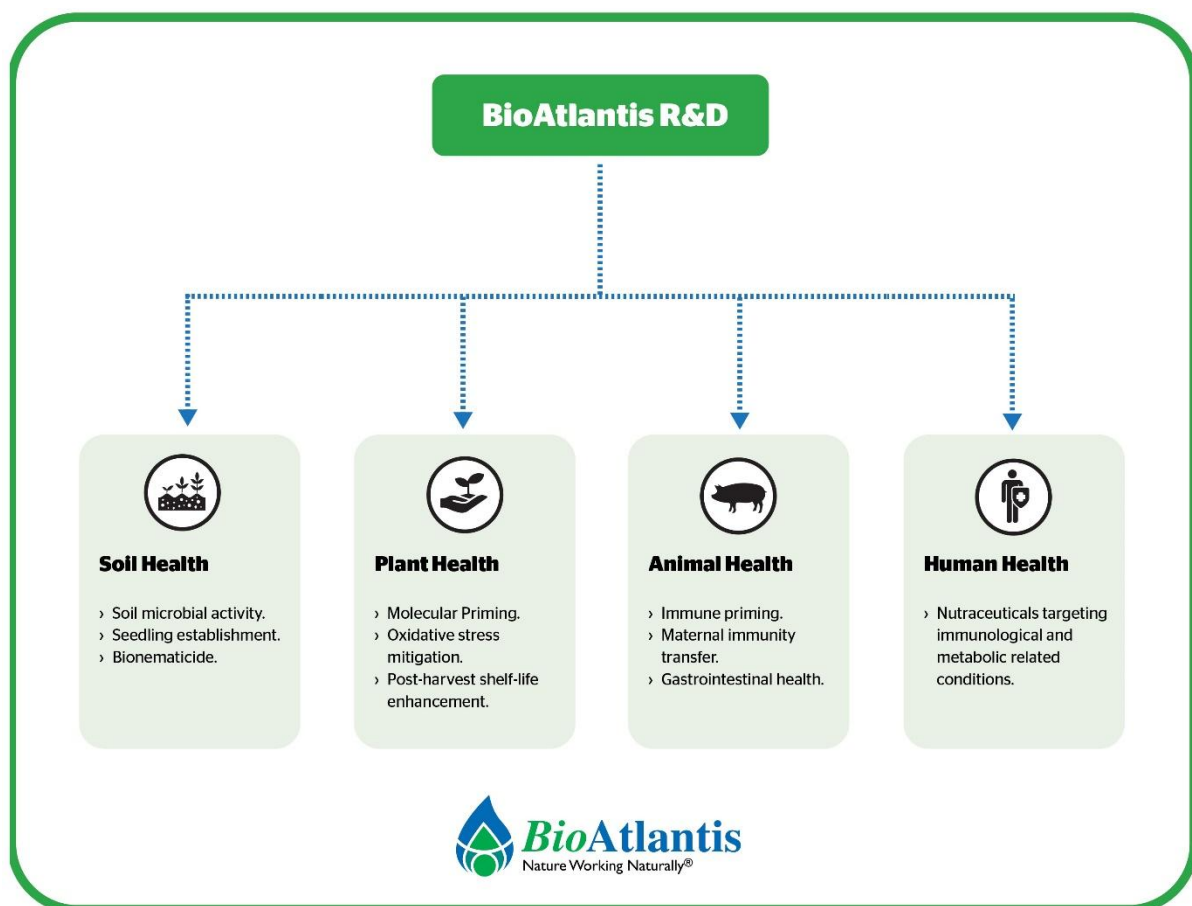 BioAtlantis R&D
Soil Health
› Soil microbial activity.
› Seedling establishment.
› Bionematicide.
Plant Health
› Molecular Priming.
› Oxidative stress
mitigation.
› Post-harvest shelf-life
enhancement.
Animal Health
› Immune priming.
› Maternal immunity
transfer.
› Gastrointestinal health.
Human Health
› Nutraceuticals targeting
immunological and
metabolic related
conditions.
BioAtlantis
Nature Working Naturally®